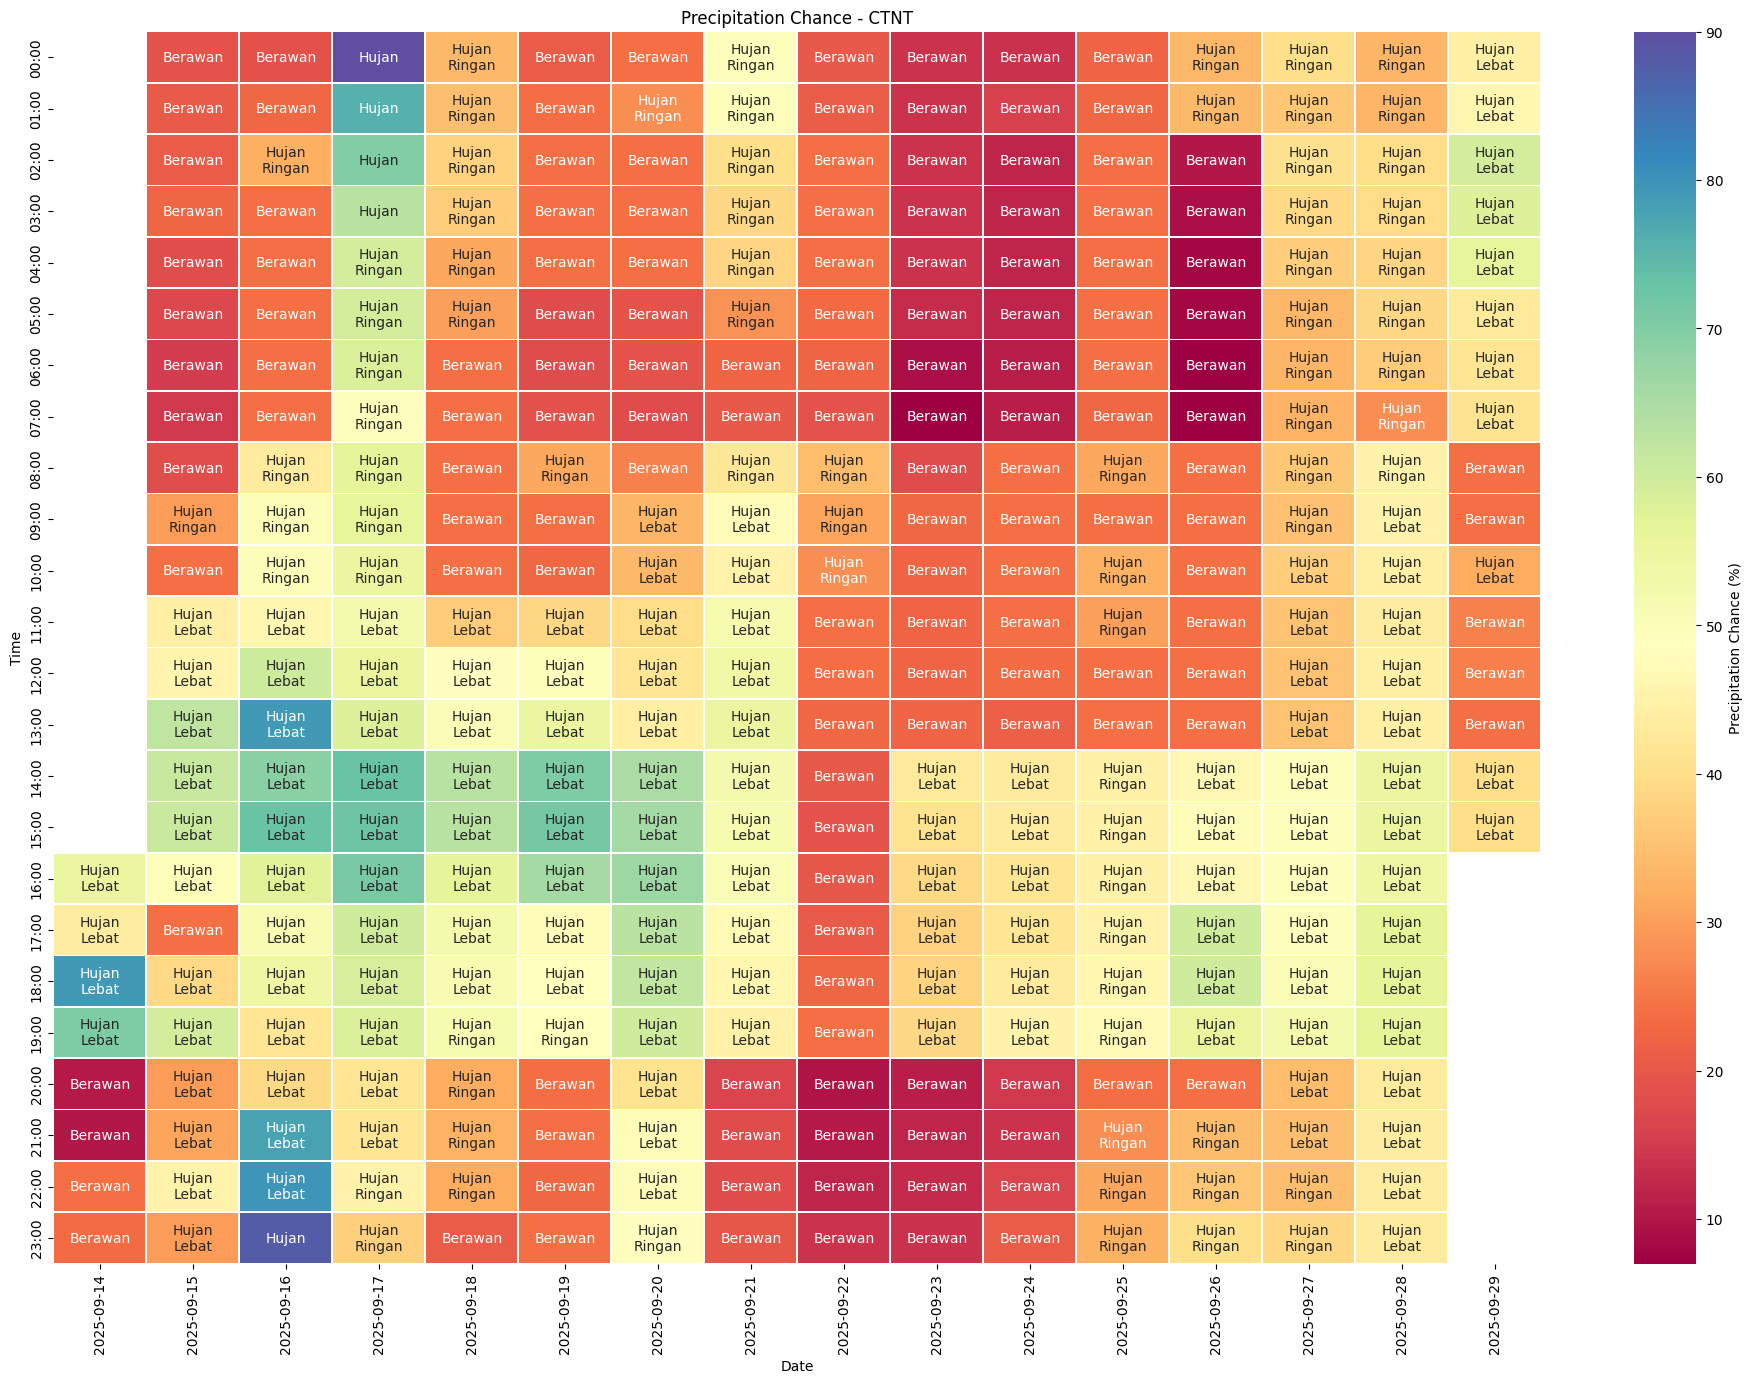 Precipitation Chance - CTNT
00:00 Berawan Berawan Hujan Hujan Ringan Berawan Berawan Hujan Ringan Berawan Berawan Berawan Berawan Hujan Ringan Hujan Ringan Hujan Ringan Hujan Lebat
01:00 Berawan Berawan Hujan Hujan Ringan Berawan Hujan Ringan Hujan Ringan Berawan Berawan Berawan Berawan Hujan Ringan Hujan Ringan Hujan Ringan Hujan Lebat
02:00 Berawan Hujan Ringan Hujan Hujan Ringan Berawan Berawan Hujan Ringan Berawan Berawan Berawan Berawan Berawan Hujan Ringan Hujan Ringan Hujan Lebat
03:00 Berawan Berawan Hujan Hujan Ringan Berawan Berawan Hujan Ringan Berawan Berawan Berawan Berawan Berawan Hujan Ringan Hujan Ringan Hujan Lebat
04:00 Berawan Berawan Hujan Ringan Hujan Ringan Berawan Berawan Hujan Ringan Berawan Berawan Berawan Berawan Berawan Hujan Ringan Hujan Ringan Hujan Lebat
05:00 Berawan Berawan Hujan Ringan Hujan Ringan Berawan Berawan Hujan Ringan Berawan Berawan Berawan Berawan Berawan Hujan Ringan Hujan Ringan Hujan Lebat
06:00 Berawan Berawan Hujan Ringan Berawan Berawan Berawan Berawan Berawan Berawan Berawan Berawan Berawan Hujan Ringan Hujan Ringan Hujan Lebat
07:00 Berawan Berawan Hujan Ringan Berawan Berawan Berawan Berawan Berawan Berawan Berawan Berawan Berawan Hujan Ringan Hujan Ringan Hujan Lebat
08:00 Berawan Hujan Ringan Hujan Ringan Berawan Hujan Ringan Berawan Hujan Ringan Hujan Ringan Berawan Berawan Hujan Ringan Berawan Hujan Ringan Hujan Ringan Berawan
09:00 Hujan Ringan Hujan Ringan Hujan Ringan Berawan Berawan Hujan Lebat Hujan Lebat Hujan Ringan Berawan Berawan Berawan Berawan Hujan Ringan Hujan Lebat Berawan
10:00 Berawan Hujan Ringan Hujan Ringan Berawan Berawan Hujan Lebat Hujan Lebat Hujan Ringan Berawan Berawan Hujan Ringan Berawan Hujan Lebat Hujan Lebat Hujan Lebat
11:00 Hujan Lebat Hujan Lebat Hujan Lebat Hujan Lebat Hujan Lebat Hujan Lebat Hujan Lebat Berawan Berawan Berawan Hujan Ringan Berawan Hujan Lebat Hujan Lebat Berawan
12:00 Hujan Lebat Hujan Lebat Hujan Lebat Hujan Lebat Hujan Lebat Hujan Lebat Hujan Lebat Berawan Berawan Berawan Berawan Berawan Hujan Lebat Hujan Lebat Berawan
13:00 Hujan Lebat Hujan Lebat Hujan Lebat Hujan Lebat Hujan Lebat Hujan Lebat Hujan Lebat Berawan Berawan Berawan Berawan Berawan Hujan Lebat Hujan Lebat Berawan
14:00 Hujan Lebat Hujan Lebat Hujan Lebat Hujan Lebat Hujan Lebat Hujan Lebat Hujan Lebat Berawan Hujan Lebat Hujan Lebat Hujan Ringan Hujan Lebat Hujan Lebat Hujan Lebat Hujan Lebat
15:00 Hujan Lebat Hujan Lebat Hujan Lebat Hujan Lebat Hujan Lebat Hujan Lebat Hujan Lebat Berawan Hujan Lebat Hujan Lebat Hujan Ringan Hujan Lebat Hujan Lebat Hujan Lebat Hujan Lebat
16:00 Hujan Lebat Hujan Lebat Hujan Lebat Hujan Lebat Hujan Lebat Hujan Lebat Hujan Lebat Hujan Lebat Berawan Hujan Lebat Hujan Lebat Hujan Ringan Hujan Lebat Hujan Lebat Hujan Lebat
17:00 Hujan Lebat Berawan Hujan Lebat Hujan Lebat Hujan Lebat Hujan Lebat Hujan Lebat Hujan Lebat Berawan Hujan Lebat Hujan Lebat Hujan Ringan Hujan Lebat Hujan Lebat Hujan Lebat
18:00 Hujan Lebat Hujan Lebat Hujan Lebat Hujan Lebat Hujan Lebat Hujan Lebat Hujan Lebat Hujan Lebat Berawan Hujan Lebat Hujan Lebat Hujan Ringan Hujan Lebat Hujan Lebat Hujan Lebat
19:00 Hujan Lebat Hujan Lebat Hujan Lebat Hujan Lebat Hujan Ringan Hujan Ringan Hujan Lebat Hujan Lebat Berawan Hujan Lebat Hujan Lebat Hujan Ringan Hujan Lebat Hujan Lebat Hujan Lebat
20:00 Berawan Hujan Lebat Hujan Lebat Hujan Lebat Hujan Ringan Berawan Hujan Lebat Berawan Berawan Berawan Berawan Berawan Berawan Hujan Lebat Hujan Lebat
21:00 Berawan Hujan Lebat Hujan Lebat Hujan Lebat Hujan Ringan Berawan Hujan Lebat Berawan Berawan Berawan Berawan Hujan Ringan Hujan Ringan Hujan Lebat Hujan Lebat
22:00 Berawan Hujan Lebat Hujan Lebat Hujan Ringan Hujan Ringan Berawan Hujan Lebat Berawan Berawan Berawan Berawan Hujan Ringan Hujan Ringan Hujan Ringan Hujan Lebat
23:00 Berawan Hujan Lebat Hujan Hujan Ringan Berawan Berawan Hujan Ringan Berawan Berawan Berawan Berawan Hujan Ringan Hujan Ringan Hujan Ringan Hujan Lebat
Time
2025-09-14 2025-09-15 2025-09-16 2025-09-17 2025-09-18 2025-09-19 2025-09-20 2025-09-21 2025-09-22 2025-09-23 2025-09-24 2025-09-25 2025-09-26 2025-09-27 2025-09-28 2025-09-29
Date
90
80
70
60
50
40
30
20
10
Precipitation Chance (%)